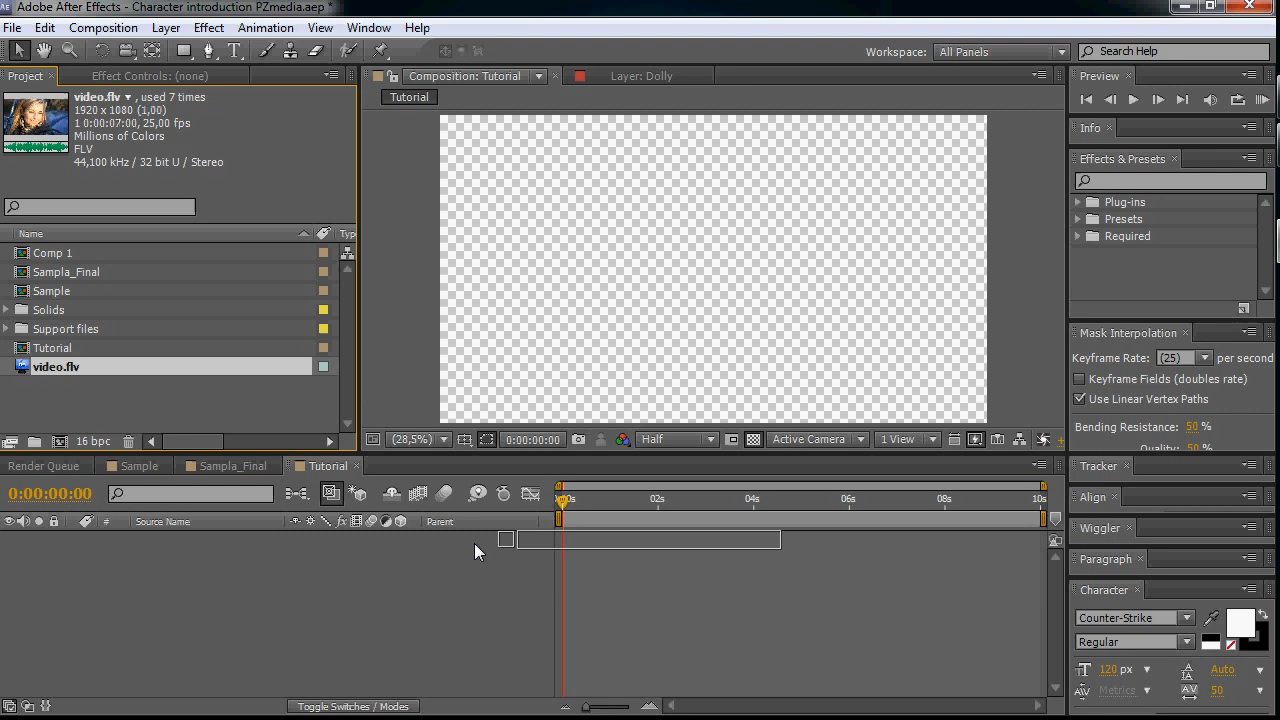 Ae Adobe After Effects - Character introduction PZmedia.aep *
File Edit Composition Layer Effect Animation View Window Help
Workspace: All Panels Search Help
Project × Effect Controls: (none)
Composition: Tutorial × Layer: Dolly
Preview ×
video.flv ▼ , used 7 times
1920 x 1080 (1,00)
Δ 0:00:07:00, 25,00 fps
Millions of Colors
FLV
44,100 kHz / 32 bit U / Stereo
Tutorial
Info ×
Effects & Presets ×
Plug-ins
Presets
Required
Name Typ
Comp 1
Sampla_Final
Sample
Solids
Support files
Tutorial
video.flv
16 bpc
(28,5%) 0:00:00:00 Half Active Camera 1 View
Mask Interpolation ×
Keyframe Rate: (25) per second
Keyframe Fields (doubles rate)
Use Linear Vertex Paths
Bending Resistance: 50 %
Quality: 50 %
Render Queue Sample Sampla_Final Tutorial ×
0:00:00:00
:00s 02s 04s 06s 08s 10s
# Source Name fx Parent
Tracker ×
Align ×
Wiggler ×
Paragraph ×
Character ×
Counter-Strike
Regular
120 px Auto
Metrics 50
Toggle Switches / Modes